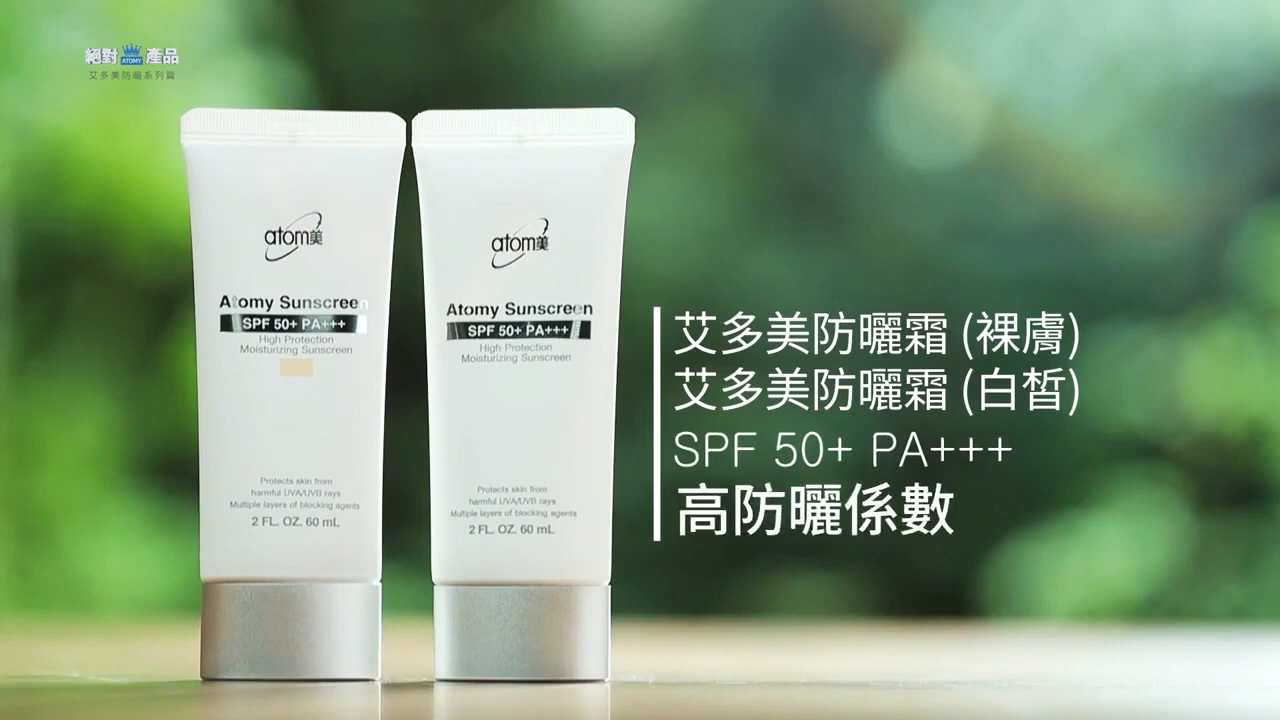 絕對 ATOMY 產品
艾多美防曬系列篇
atom美
Atomy Sunscreen
SPF 50+ PA+++
High Protection
Moisturizing Sunscreen
Protects skin from
harmful UVA/UVB rays
Multiple layers of blocking agents
2 FL. OZ. 60 mL
atom美
Atomy Sunscreen
SPF 50+ PA+++
High Protection
Moisturizing Sunscreen
Protects skin from
harmful UVA/UVB rays
Multiple layers of blocking agents
2 FL. OZ. 60 mL
艾多美防曬霜 (裸膚)
艾多美防曬霜 (白皙)
SPF 50+ PA+++
高防曬係數